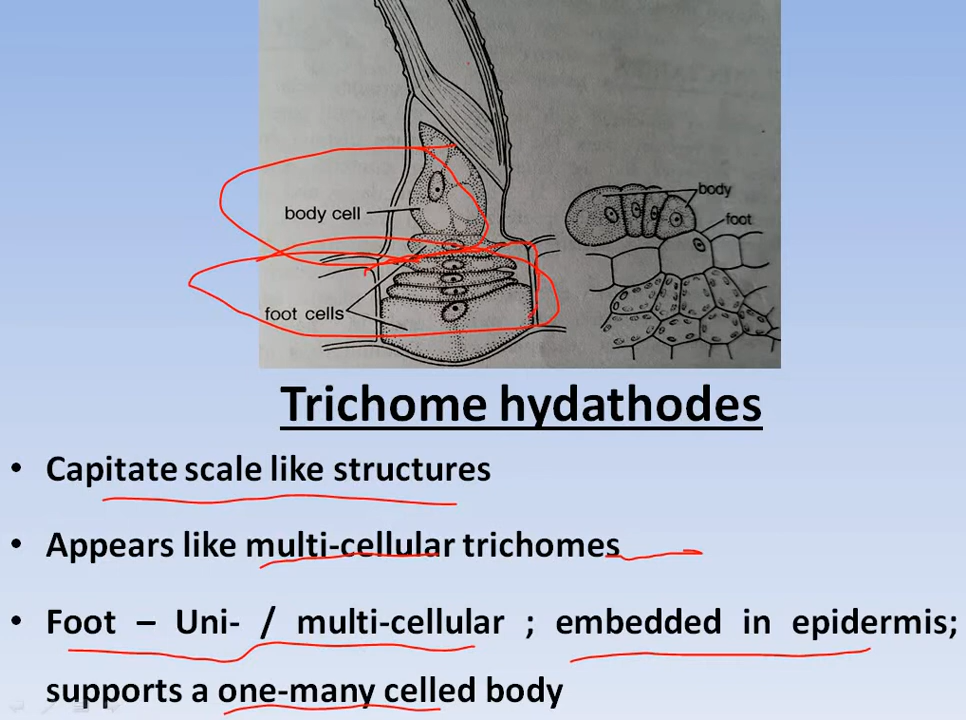 body
body cell
foot
foot cells
Trichome hydathodes
• Capitate scale like structures
• Appears like multi-cellular trichomes
• Foot – Uni- / multi-cellular ; embedded in epidermis;
supports a one-many celled body